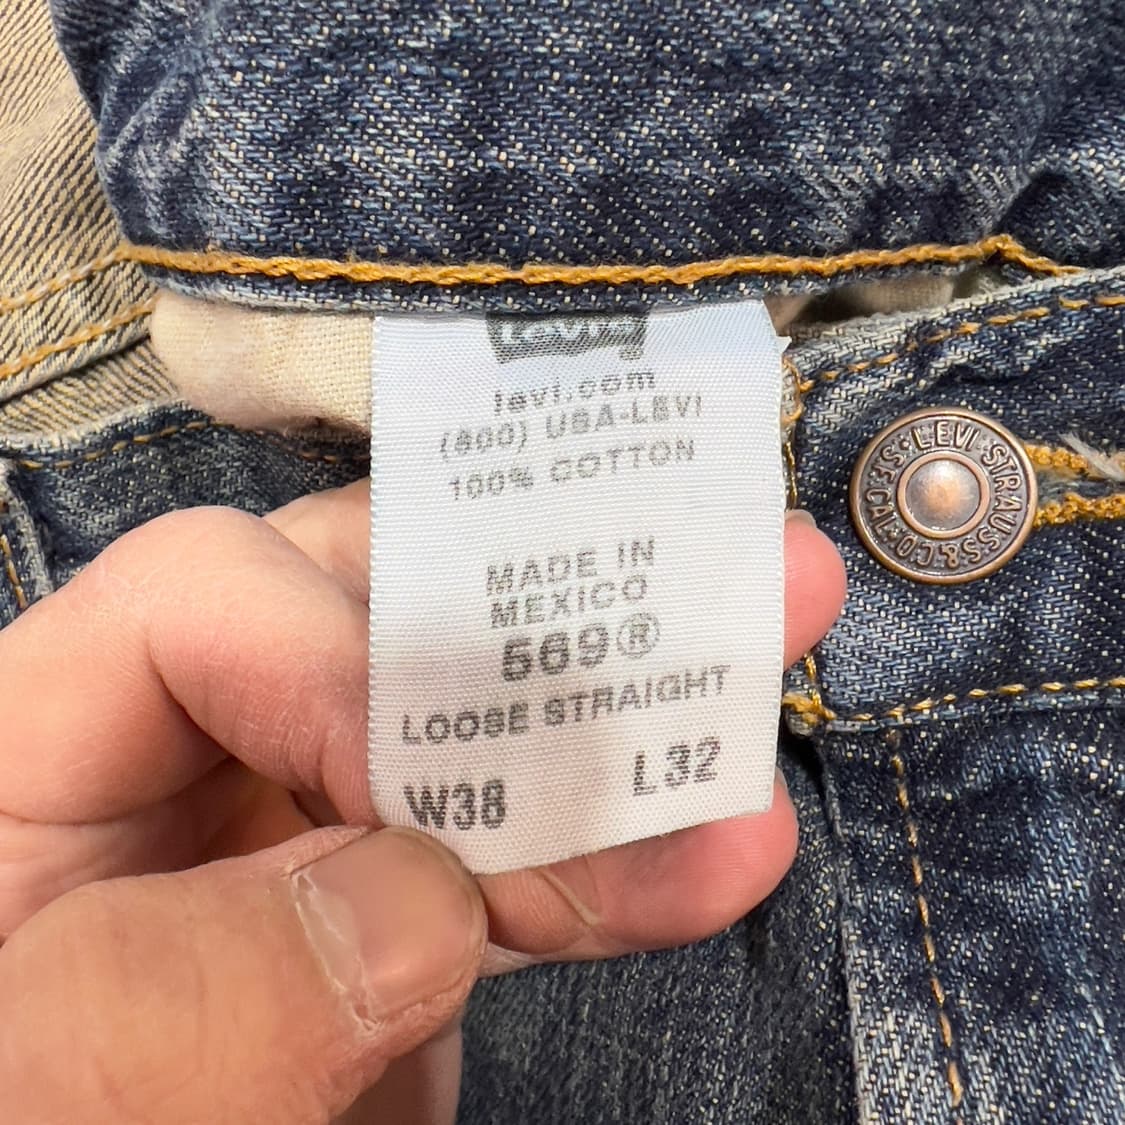 Levi's
levi.com
(800) USA-LEVI
100% COTTON
MADE IN
MEXICO
569®
LOOSE STRAIGHT
W38 L32
LEVI STRAUSS & CO S.F. CAL.